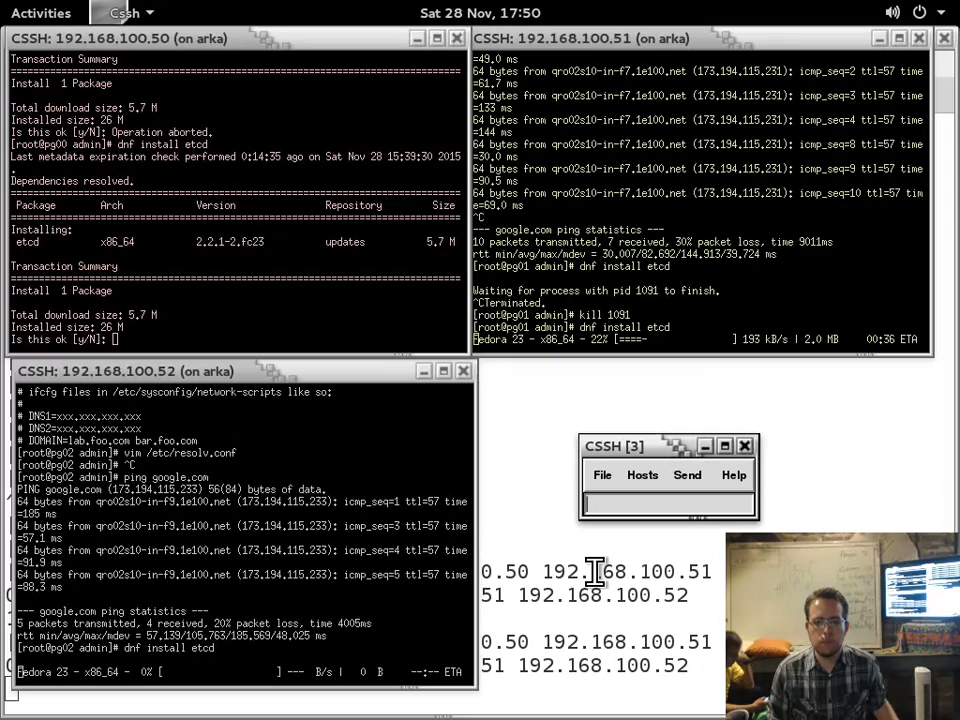 Activities
Cssh
Sat 28 Nov, 17:50
CSSH: 192.168.100.50 (on arka)
Transaction Summary
Install 1 Package
Total download size: 5.7 M
Installed size: 26 M
Is this ok [y/N]: Operation aborted.
[root@pg00 admin]# dnf install etcd
Last metadata expiration check performed 0:14:35 ago on Sat Nov 28 15:39:30 2015
.
Dependencies resolved.
Package Arch Version Repository Size
Installing:
etcd x86_64 2.2.1-2.fc23 updates 5.7 M
Transaction Summary
Install 1 Package
Total download size: 5.7 M
Installed size: 26 M
Is this ok [y/N]:
CSSH: 192.168.100.51 (on arka)
=49.0 ms
64 bytes from qro02s10-in-f7.1e100.net (173.194.115.231): icmp_seq=2 ttl=57 time
=61.7 ms
64 bytes from qro02s10-in-f7.1e100.net (173.194.115.231): icmp_seq=3 ttl=57 time
=133 ms
64 bytes from qro02s10-in-f7.1e100.net (173.194.115.231): icmp_seq=4 ttl=57 time
=144 ms
64 bytes from qro02s10-in-f7.1e100.net (173.194.115.231): icmp_seq=8 ttl=57 time
=30.0 ms
64 bytes from qro02s10-in-f7.1e100.net (173.194.115.231): icmp_seq=9 ttl=57 time
=90.5 ms
64 bytes from qro02s10-in-f7.1e100.net (173.194.115.231): icmp_seq=10 ttl=57 tim
e=69.0 ms
^C
--- google.com ping statistics ---
10 packets transmitted, 7 received, 30% packet loss, time 9011ms
rtt min/avg/max/mdev = 30.007/82.692/144.913/39.724 ms
[root@pg01 admin]# dnf install etcd
Waiting for process with pid 1091 to finish.
^CTerminated.
[root@pg01 admin]# kill 1091
[root@pg01 admin]# dnf install etcd
Fedora 23 - x86_64 - 22% [====- ] 193 kB/s | 2.0 MB 00:36 ETA
CSSH: 192.168.100.52 (on arka)
# ifcfg files in /etc/sysconfig/network-scripts like so:
#
# DNS1=xxx.xxx.xxx.xxx
# DNS2=xxx.xxx.xxx.xxx
# DOMAIN=lab.foo.com bar.foo.com
[root@pg02 admin]# vim /etc/resolv.conf
[root@pg02 admin]# ^C
[root@pg02 admin]# ping google.com
PING google.com (173.194.115.233) 56(84) bytes of data.
64 bytes from qro02s10-in-f9.1e100.net (173.194.115.233): icmp_seq=1 ttl=57 time
=185 ms
64 bytes from qro02s10-in-f9.1e100.net (173.194.115.233): icmp_seq=3 ttl=57 time
=57.1 ms
64 bytes from qro02s10-in-f9.1e100.net (173.194.115.233): icmp_seq=4 ttl=57 time
=91.9 ms
64 bytes from qro02s10-in-f9.1e100.net (173.194.115.233): icmp_seq=5 ttl=57 time
=88.3 ms
--- google.com ping statistics ---
5 packets transmitted, 4 received, 20% packet loss, time 4005ms
rtt min/avg/max/mdev = 57.139/105.763/185.569/48.025 ms
[root@pg02 admin]# dnf install etcd
Fedora 23 - x86_64 - 0% [ ] --- B/s | 0 B --:-- ETA
CSSH [3]
File Hosts Send Help
0.50 192.168.100.51
51 192.168.100.52
0.50 192.168.100.51
51 192.168.100.52